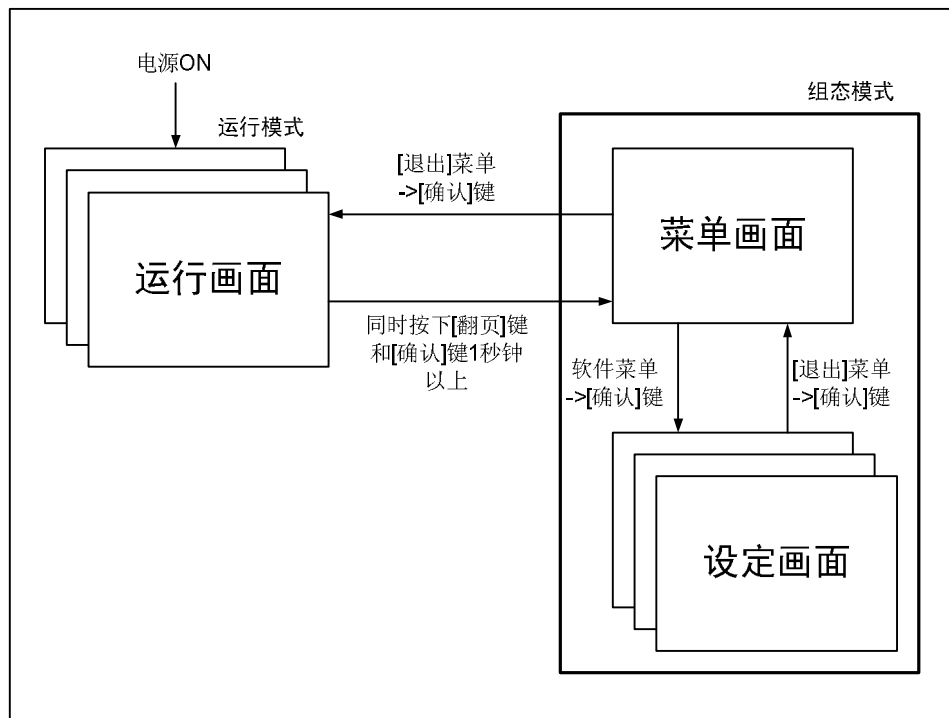 电源ON
组态模式
运行模式
[退出]菜单
->[确认]键
菜单画面
运行画面
同时按下[翻页]键
和[确认]键1秒钟
以上
软件菜单
->[确认]键
[退出]菜单
->[确认]键
设定画面